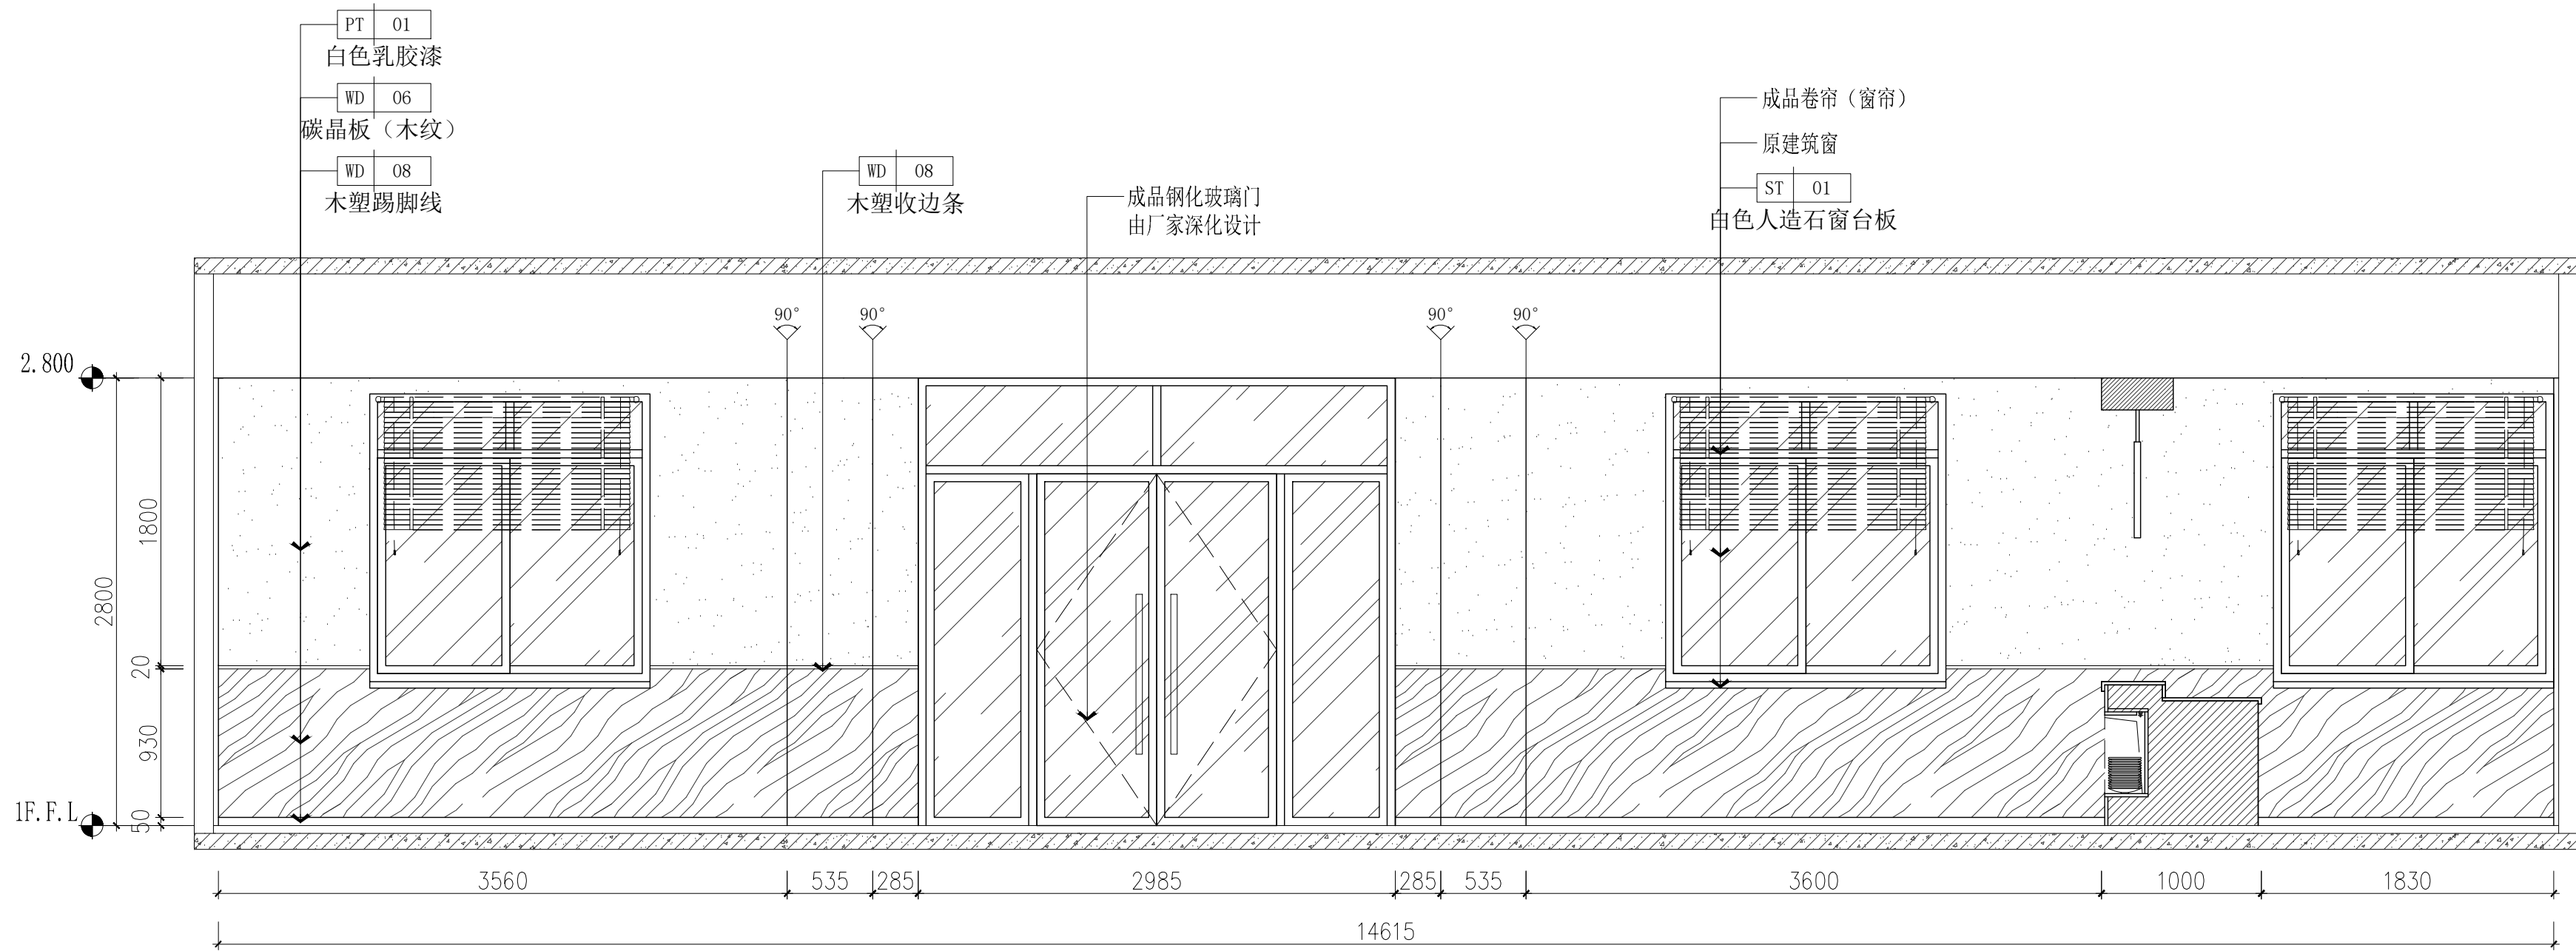 PT 01
白色乳胶漆
WD 06
碳晶板（木纹）
WD 08
木塑踢脚线
WD 08
木塑收边条
成品钢化玻璃门
由厂家深化设计
成品卷帘（窗帘）
原建筑窗
ST 01
白色人造石窗台板
90°
90°
90°
90°
2.800
1F.F.L
2800
1800
20
930
50
3560
535
285
2985
285
535
3600
1000
1830
14615